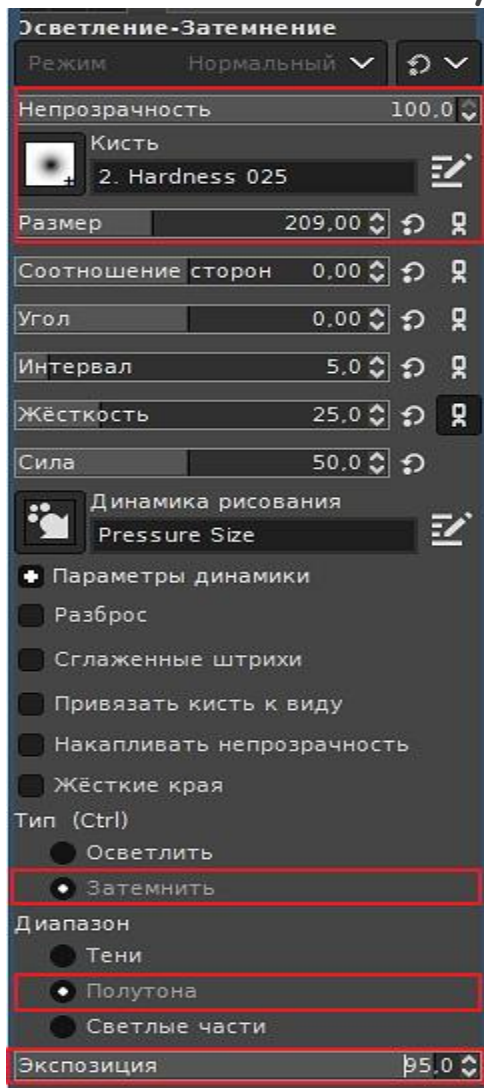 Осветление-Затемнение
Режим Нормальный
Непрозрачность 100,0
Кисть
2. Hardness 025
Размер 209,00
Соотношение сторон 0,00
Угол 0,00
Интервал 5,0
Жёсткость 25,0
Сила 50,0
Динамика рисования
Pressure Size
Параметры динамики
Разброс
Сглаженные штрихи
Привязать кисть к виду
Накапливать непрозрачность
Жёсткие края
Тип (Ctrl)
Осветлить
Затемнить
Диапазон
Тени
Полутона
Светлые части
Экспозиция 95,0